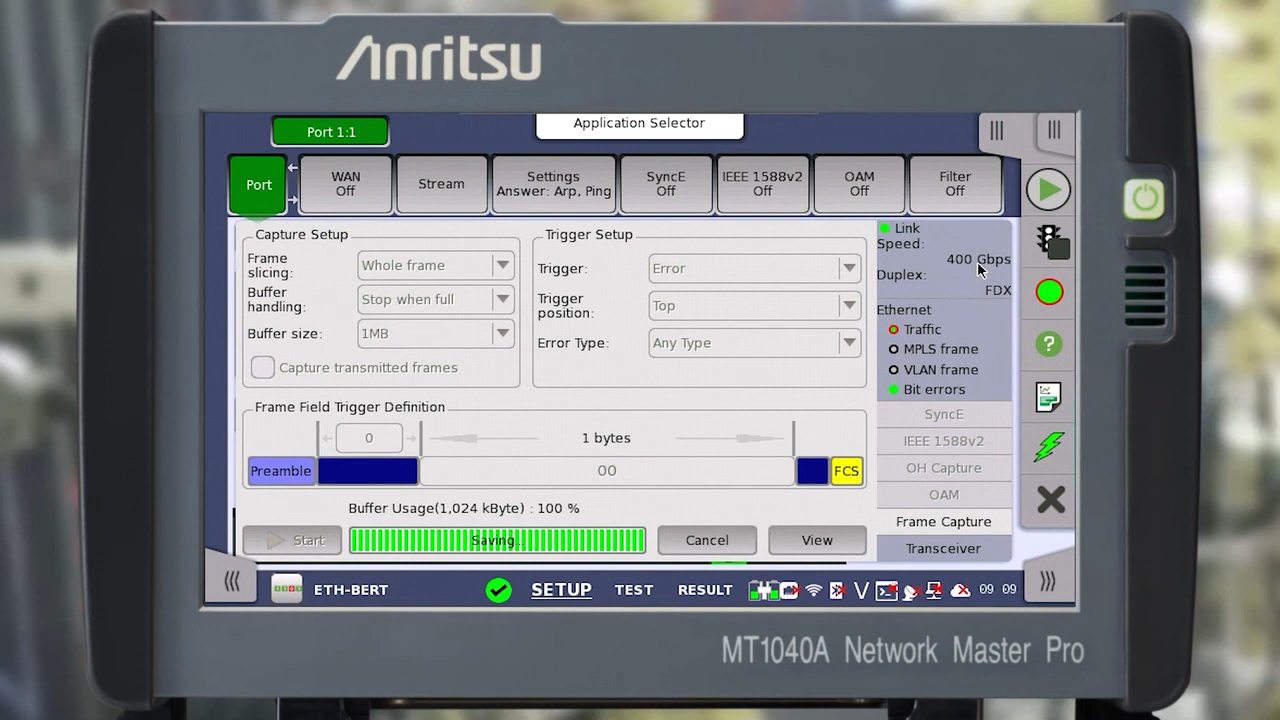 Anritsu
Port 1:1
Application Selector
Port
WAN
Off
Stream
Settings
Answer: Arp, Ping
SyncE
Off
IEEE 1588v2
Off
OAM
Off
Filter
Off
Capture Setup
Frame
slicing:
Whole frame
Buffer
handling:
Stop when full
Buffer size:
1MB
Capture transmitted frames
Trigger Setup
Trigger:
Error
Trigger
position:
Top
Error Type:
Any Type
Frame Field Trigger Definition
0
1 bytes
Preamble
00
FCS
Buffer Usage(1,024 kByte) : 100 %
Start
Saving..
Cancel
View
Link
Speed:
400 Gbps
Duplex:
FDX
Ethernet
Traffic
MPLS frame
VLAN frame
Bit errors
SyncE
IEEE 1588v2
OH Capture
OAM
Frame Capture
Transceiver
ETH-BERT
SETUP
TEST
RESULT
V
09 09
MT1040A Network Master Pro